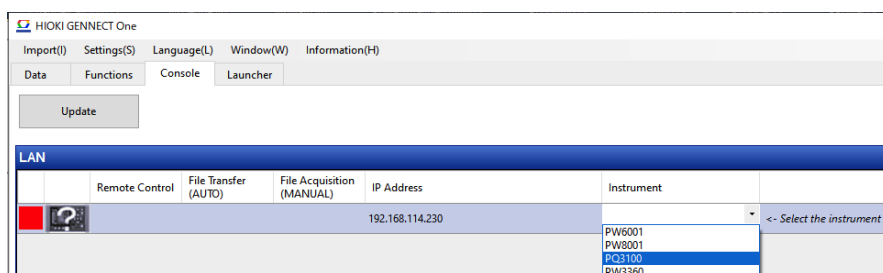 HIOKI GENNECT One
Import(I) Settings(S) Language(L) Window(W) Information(H)
Data Functions Console Launcher
Update
LAN
Remote Control File Transfer (AUTO) File Acquisition (MANUAL) IP Address Instrument
192.168.114.230 <- Select the instrument
PW6001
PW8001
PQ3100
PW3360